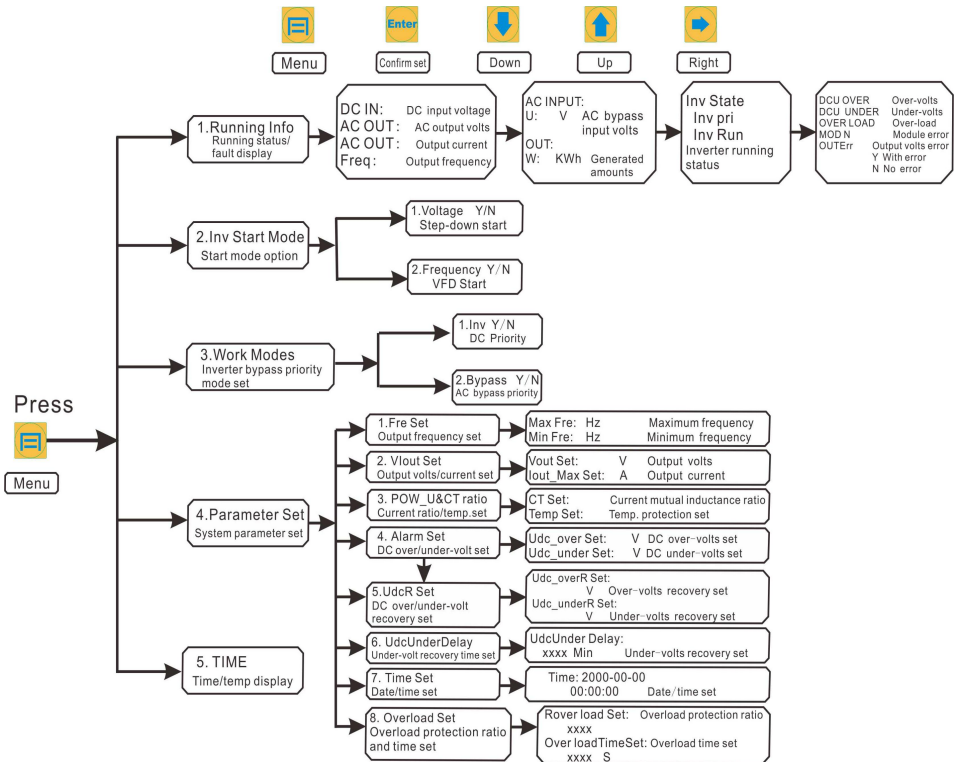 Enter
Menu
Confirm set
Down
Up
Right
Press
Menu
1.Running Info
Running status/
fault display
DC IN: DC input voltage
AC OUT: AC output volts
AC OUT: Output current
Freq: Output frequency
AC INPUT:
U: V AC bypass
input volts
OUT:
W: KWh Generated
amounts
Inv State
Inv pri
Inv Run
Inverter running
status
DCU OVER Over-volts
DCU UNDER Under-volts
OVER LOAD Over-load
MOD N Module error
OUTErr Output volts error
Y With error
N No error
2.Inv Start Mode
Start mode option
1.Voltage Y/N
Step-down start
2.Frequency Y/N
VFD Start
3.Work Modes
Inverter bypass priority
mode set
1.Inv Y/N
DC Priority
2.Bypass Y/N
AC bypass priority
4.Parameter Set
System parameter set
1.Fre Set
Output frequency set
Max Fre: Hz Maximum frequency
Min Fre: Hz Minimum frequency
2. VIout Set
Output volts/current set
Vout Set: V Output volts
Iout_Max Set: A Output current
3. POW_U&CT ratio
Current ratio/temp.set
CT Set: Current mutual inductance ratio
Temp Set: Temp. protection set
4. Alarm Set
DC over/under-volt set
Udc_over Set: V DC over-volts set
Udc_under Set: V DC under-volts set
5.UdcR Set
DC over/under-volt
recovery set
Udc_overR Set:
V Over-volts recovery set
Udc_underR Set:
V Under-volts recovery set
6. UdcUnderDelay
Under-volt recovery time set
UdcUnder Delay:
xxxx Min Under-volts recovery set
7. Time Set
Date/time set
Time: 2000-00-00
00:00:00 Date/time set
8. Overload Set
Overload protection ratio
and time set
Rover load Set: Overload protection ratio
xxxx
Over loadTimeSet: Overload time set
xxxx S
5. TIME
Time/temp display